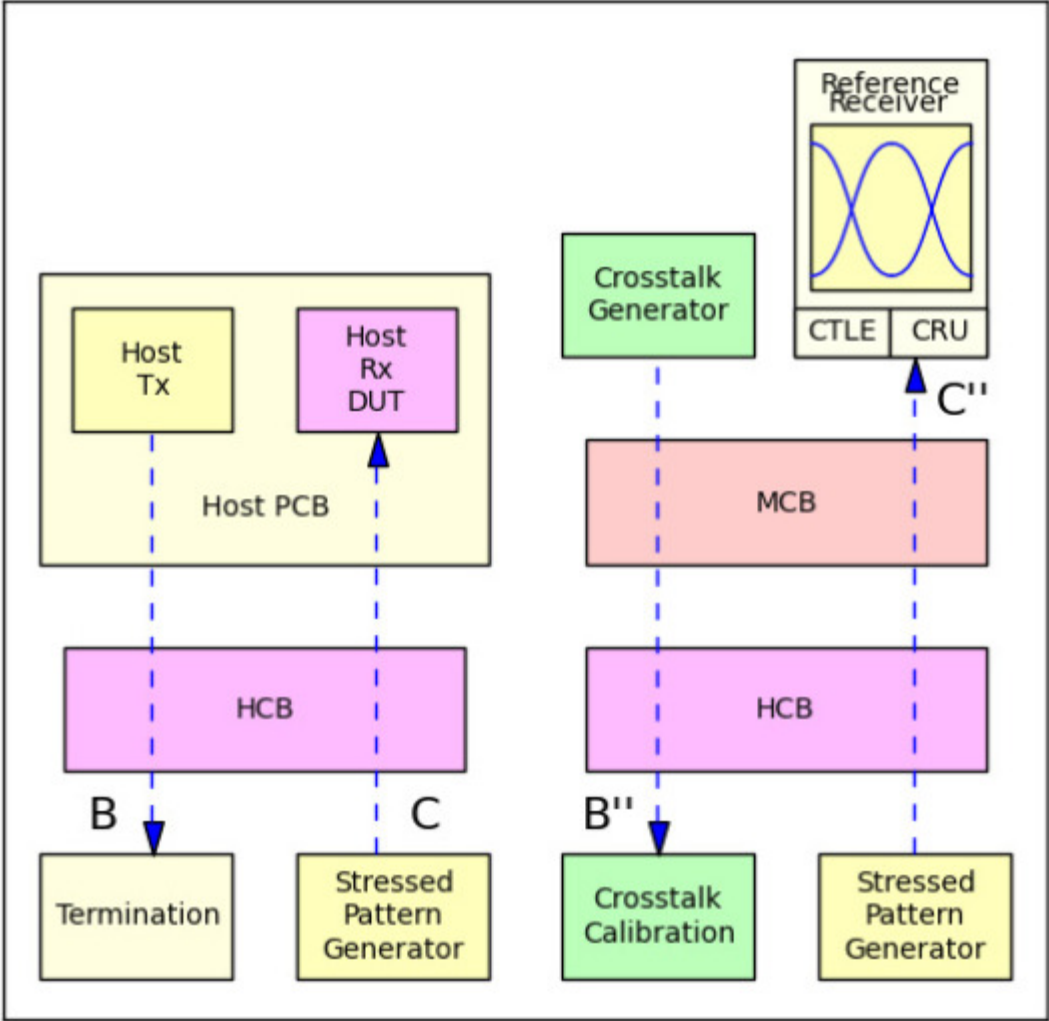 Reference
Receiver
Crosstalk
Generator
CTLE
CRU
Host
Tx
Host
Rx
DUT
C''
Host PCB
MCB
HCB
HCB
B
C
B''
Termination
Stressed
Pattern
Generator
Crosstalk
Calibration
Stressed
Pattern
Generator